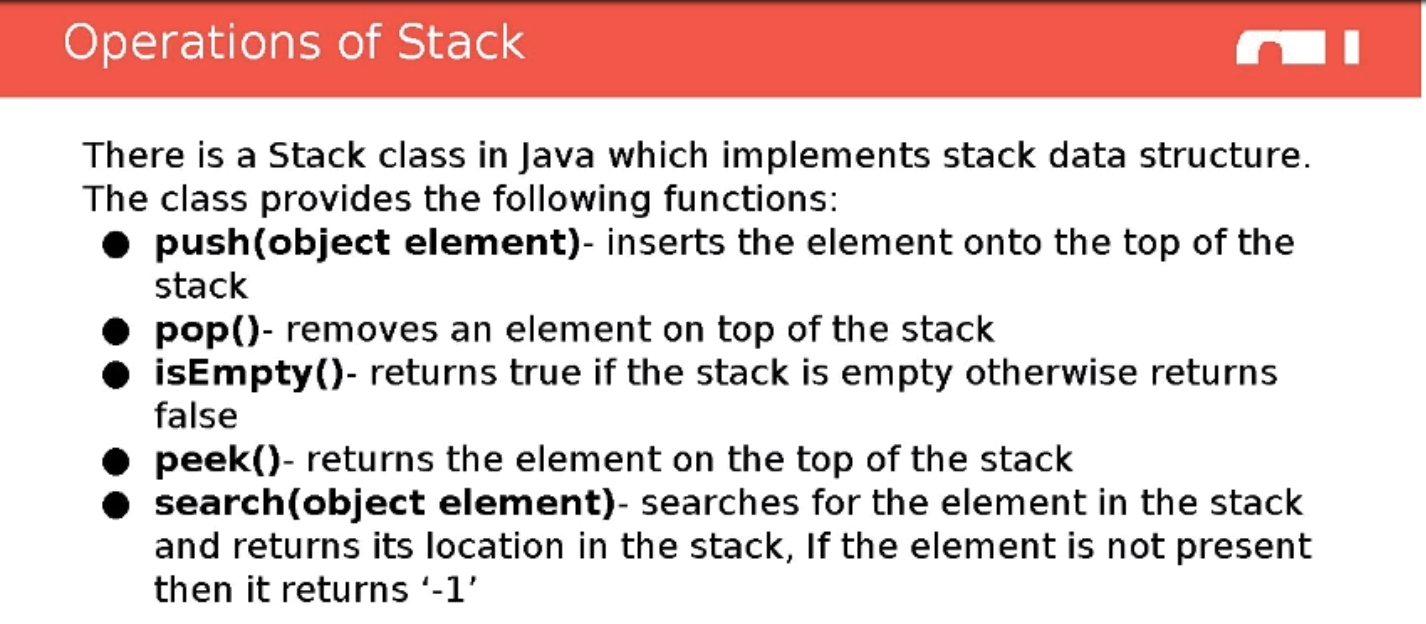 Operations of Stack
There is a Stack class in Java which implements stack data structure.
The class provides the following functions:
● push(object element)- inserts the element onto the top of the
stack
● pop()- removes an element on top of the stack
● isEmpty()- returns true if the stack is empty otherwise returns
false
● peek()- returns the element on the top of the stack
● search(object element)- searches for the element in the stack
and returns its location in the stack, If the element is not present
then it returns ‘-1’